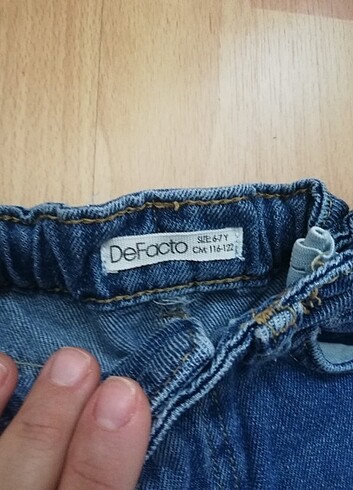 DeFacto
SIZE: 6-7 Y
CM: 116-122